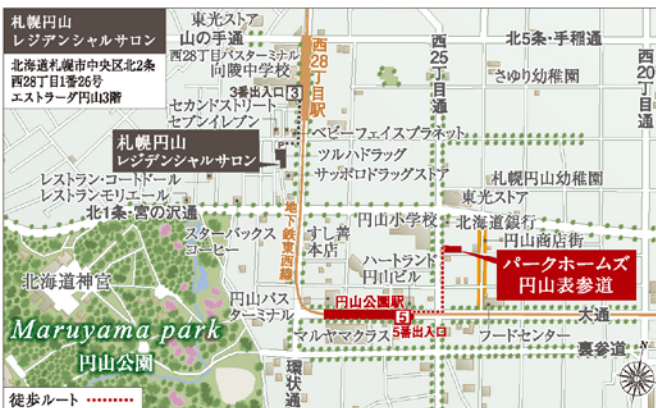 札幌円山
レジデンシャルサロン
北海道札幌市中央区北2条
西28丁目1番26号
エストラーダ円山3階
東光ストア
山の手通
西28丁目バスターミナル
向陵中学校
3番出入口 3
西28丁目駅
西25丁目通
北5条・手稲通
さゆり幼稚園
西20丁目通
セカンドストリート
セブンイレブン
P
札幌円山
レジデンシャルサロン
ベビーフェイスプラネット
ツルハドラッグ
サッポロドラッグストア
レストラン・コートドール
レストランモリエール
北1条・宮の沢通
札幌円山幼稚園
東光ストア
円山小学校
北海道銀行
円山商店街
スターバックス
コーヒー
地下鉄東西線
すし善
本店
ハートランド
円山ビル
パークホームズ
円山表参道
北海道神宮
Maruyama park
円山公園
円山バス
ターミナル
円山公園駅
5
5番出入口
大通
マルヤマクラス
フードセンター
裏参道
環状通
N
徒歩ルート